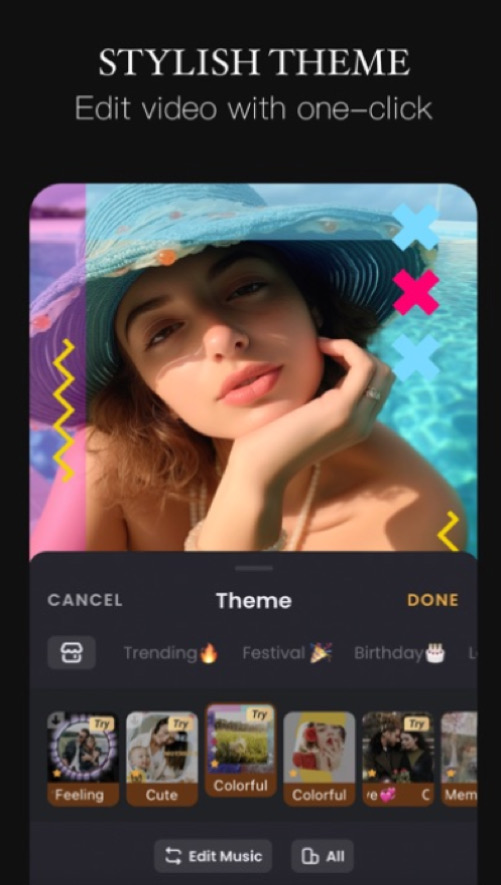 STYLISH THEME
Edit video with one-click
CANCEL Theme DONE
Trending🔥 Festival 🎉 Birthday🎂 L
Try Try Try Try
Feeling Cute Colorful Colorful ve💞 C Mem
Edit Music All